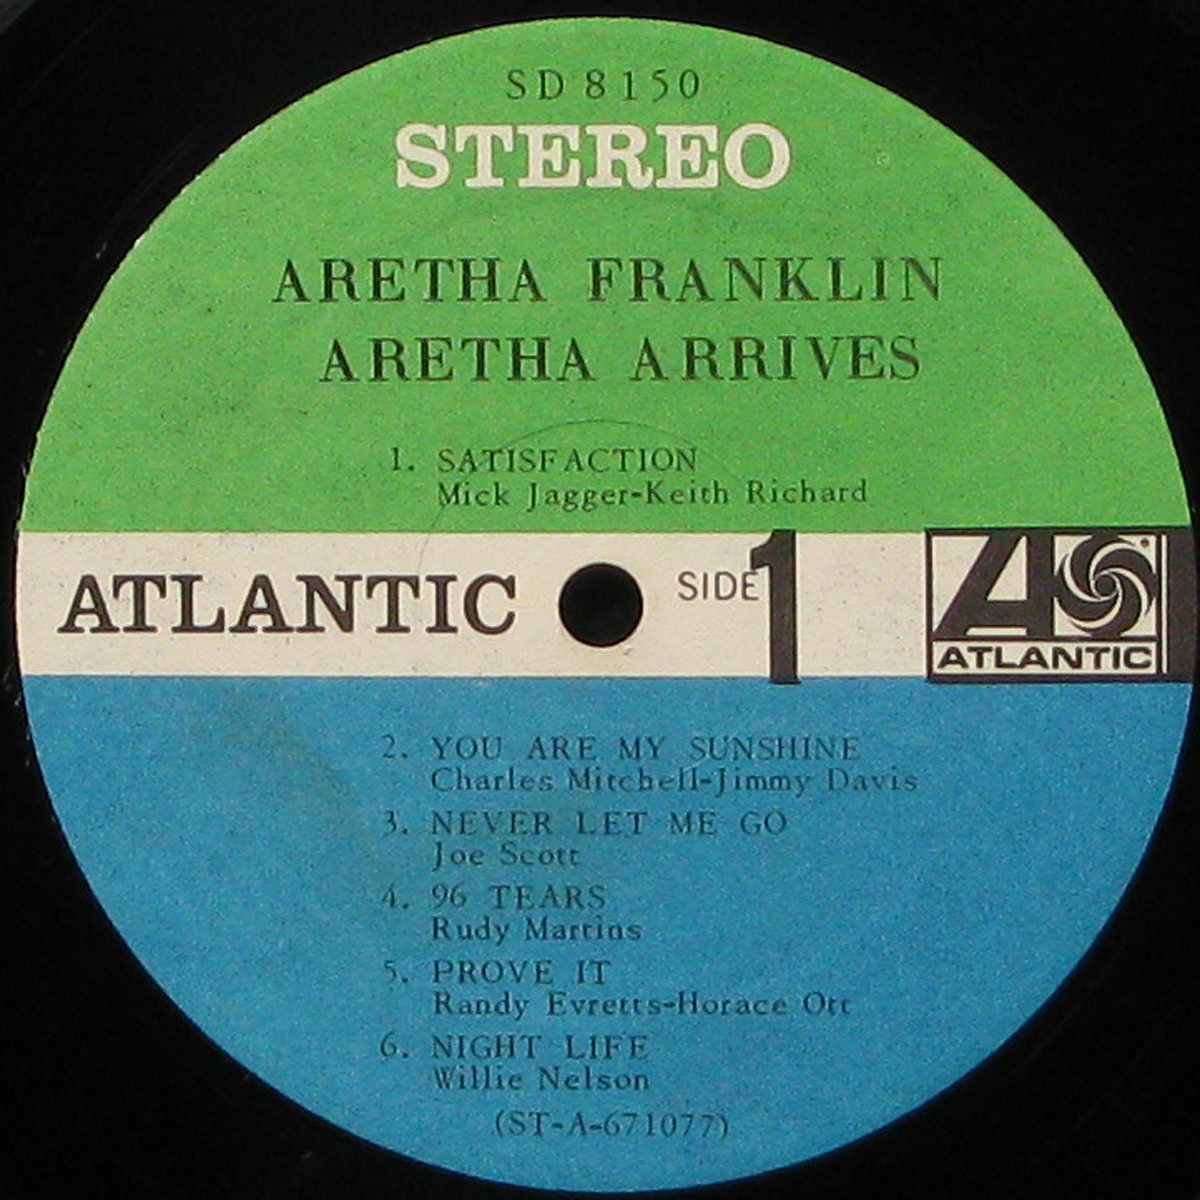 SD 8150
STEREO
ARETHA FRANKLIN
ARETHA ARRIVES
1. SATISFACTION
Mick Jagger-Keith Richard
ATLANTIC
SIDE 1
ATLANTIC
2. YOU ARE MY SUNSHINE
Charles Mitchell-Jimmy Davis
3. NEVER LET ME GO
Joe Scott
4. 96 TEARS
Rudy Martins
5. PROVE IT
Randy Evretts-Horace Ott
6. NIGHT LIFE
Willie Nelson
(ST-A-671077)